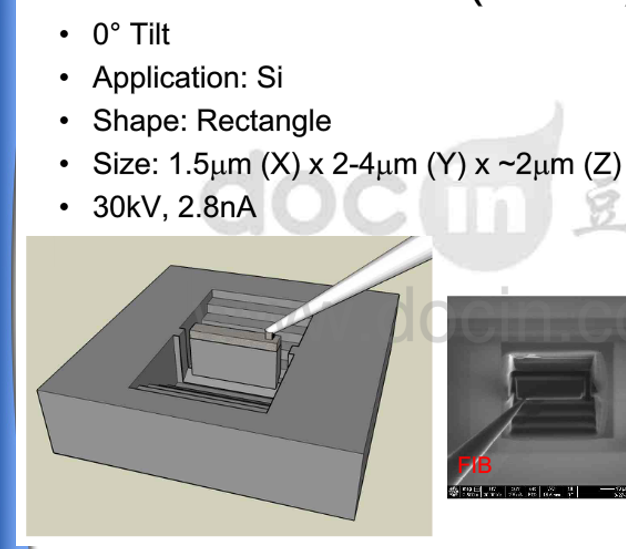 • 0° Tilt
• Application: Si
• Shape: Rectangle
• Size: 1.5μm (X) x 2-4μm (Y) x ~2μm (Z)
• 30kV, 2.8nA
docin 豆
www.docin.co
FIB